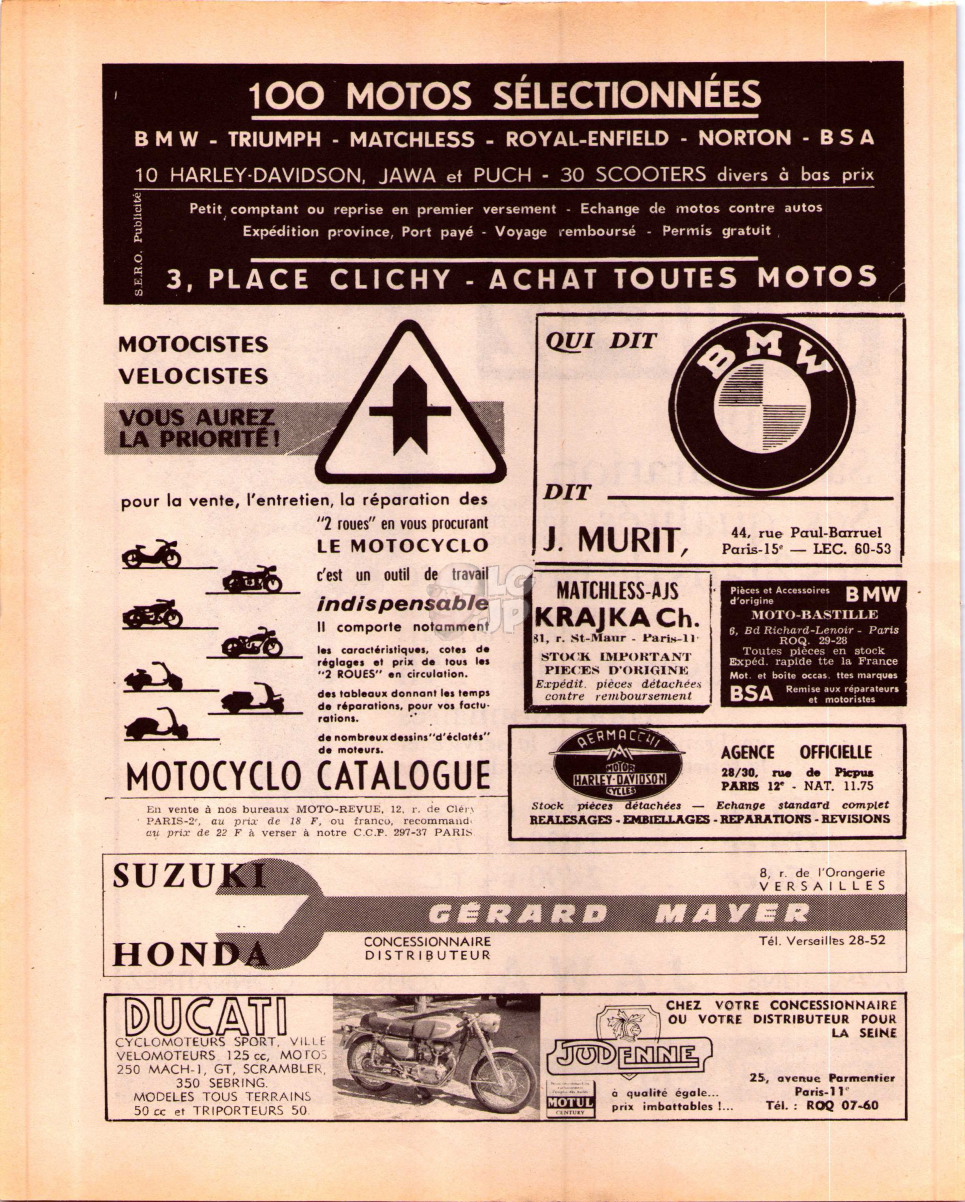 100 MOTOS SÉLECTIONNÉES
BMW - TRIUMPH - MATCHLESS - ROYAL-ENFIELD - NORTON - BSA
10 HARLEY-DAVIDSON, JAWA et PUCH - 30 SCOOTERS divers à bas prix
Petit comptant ou reprise en premier versement - Echange de motos contre autos
Expédition province, Port payé - Voyage remboursé - Permis gratuit
3, PLACE CLICHY - ACHAT TOUTES MOTOS
S.E.R.O. Publicité
MOTOCISTES
VELOCISTES
VOUS AUREZ
LA PRIORITÉ!
pour la vente, l'entretien, la réparation des
"2 roues" en vous procurant
LE MOTOCYCLO
c'est un outil de travail
indispensable
Il comporte notamment
les caractéristiques, cotes de
réglages et prix de tous les
"2 ROUES" en circulation.
des tableaux donnant les temps
de réparations, pour vos factu-
rations.
de nombreux dessins "d'éclatés"
de moteurs.
MOTOCYCLO CATALOGUE
En vente à nos bureaux MOTO-REVUE, 12, r. de Cléry
PARIS-2e, au prix de 18 F, ou franco, recommand
au prix de 22 F à verser à notre C.C.P. 297-37 PARIS
QUI DIT
BMW
DIT
J. MURIT,
44, rue Paul-Barruel
Paris-15e — LEC. 60-53
MATCHLESS-AJS
KRAJKA Ch.
81, r. St-Maur - Paris-11
STOCK IMPORTANT
PIECES D'ORIGINE
Expédit. pièces détachées
contre remboursement
Pièces et Accessoires
d'origine BMW
MOTO-BASTILLE
6, Bd Richard-Lenoir - Paris
ROQ. 29-28
Toutes pièces en stock
Expéd. rapide tte la France
Mot. et boite occas. ttes marques
BSA Remise aux réparateurs
et motoristes
AERMACCHI
MOTOR
HARLEY-DAVIDSON
CYCLES
AGENCE OFFICIELLE
28/30, rue de Picpus
PARIS 12e - NAT. 11.75
Stock pièces détachées — Echange standard complet
REALESAGES - EMBIELLAGES - REPARATIONS - REVISIONS
SUZUKI
HONDA
GÉRARD MAYER
CONCESSIONNAIRE
DISTRIBUTEUR
8, r. de l'Orangerie
VERSAILLES
Tél. Versailles 28-52
DUCATI
CYCLOMOTEURS SPORT, VILLE
VELOMOTEURS 125 cc, MOTOS
250 MACH-1, GT, SCRAMBLER,
350 SEBRING.
MODELES TOUS TERRAINS
50 cc et TRIPORTEURS 50.
JUDENNE
MOTUL
CENTURY
à qualité égale...
prix imbattables !...
CHEZ VOTRE CONCESSIONNAIRE
OU VOTRE DISTRIBUTEUR POUR
LA SEINE
25, avenue Parmentier
Paris-11e
Tél. : ROQ 07-60